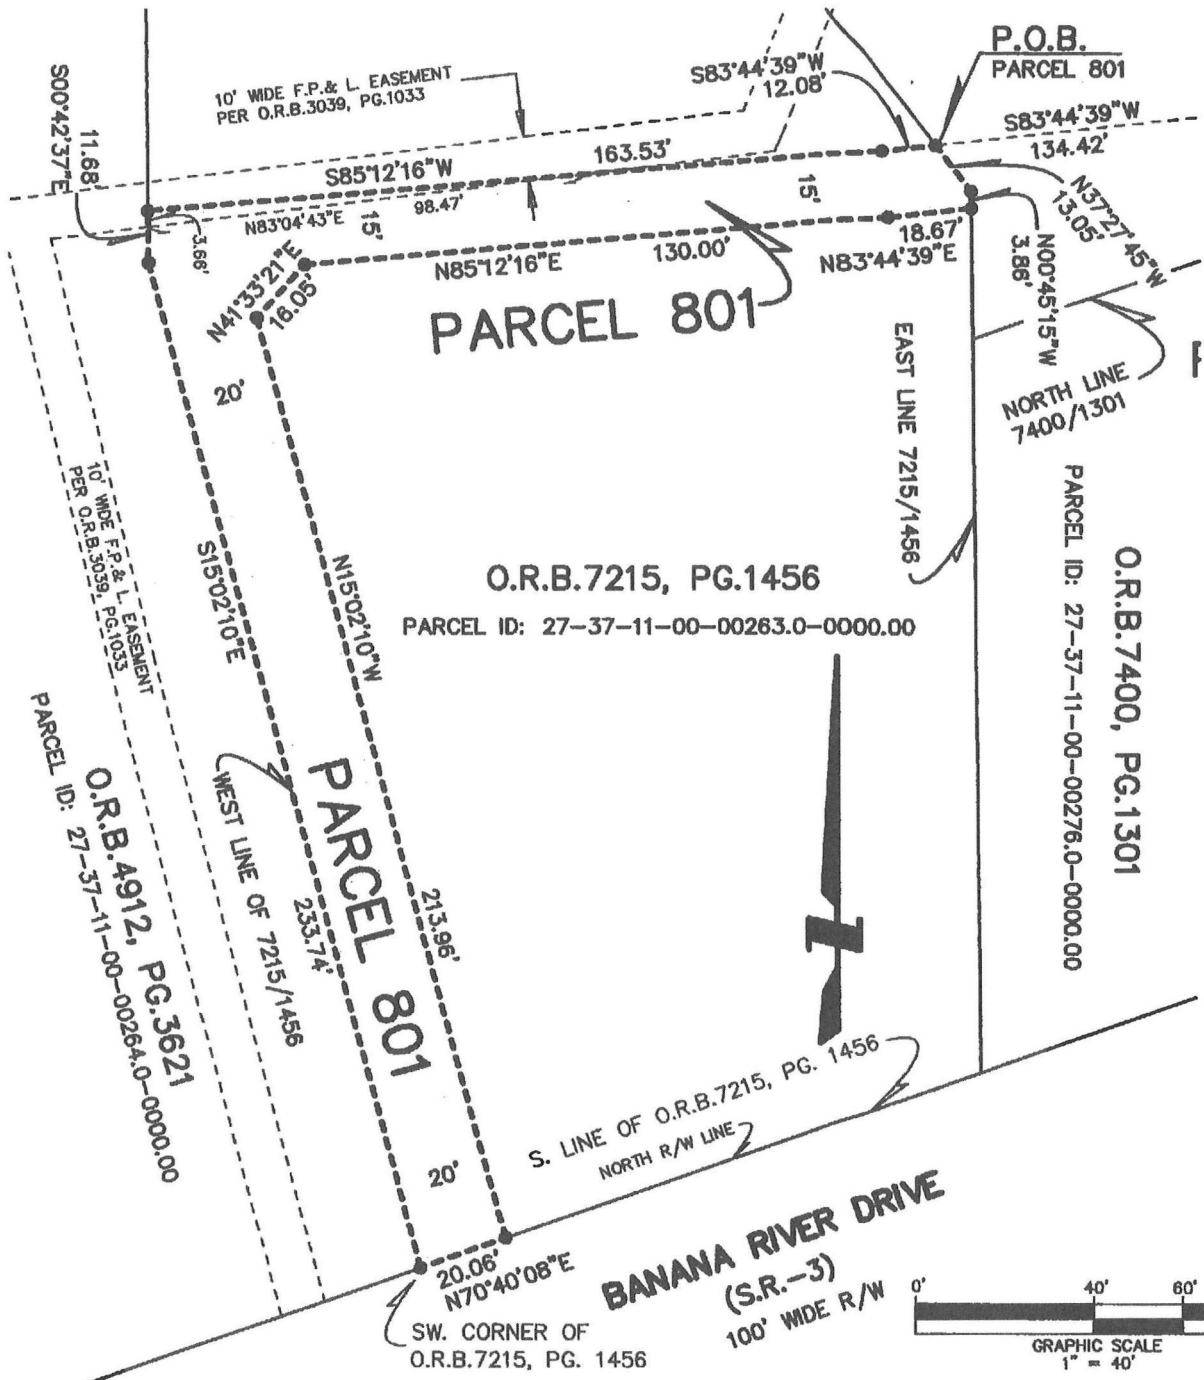 P.O.B.
PARCEL 801
S83°44'39"W
12.08'
10' WIDE F.P.& L. EASEMENT
PER O.R.B.3039, PG.1033
S83°44'39"W
134.42'
S00°42'37"E
11.68'
163.53'
S85°12'16"W
98.47'
N83°04'43"E
15'
15'
3.66'
N37°27'45"W
13.05'
N00°45'15"W
3.86'
18.67'
N83°44'39"E
130.00'
N85°12'16"E
N41°33'21"E
16.05'
PARCEL 801
20'
EAST LINE 7215/1456
NORTH LINE
7400/1301
10' WIDE F.P.& L. EASEMENT
PER O.R.B.3039, PG.1033
S15°02'10"E
233.74'
N15°02'10"W
213.96'
O.R.B.7215, PG.1456
PARCEL ID: 27-37-11-00-00263.0-0000.00
O.R.B.7400, PG.1301
PARCEL ID: 27-37-11-00-00276.0-0000.00
O.R.B.4912, PG.3621
PARCEL ID: 27-37-11-00-00264.0-0000.00
WEST LINE OF 7215/1456
PARCEL 801
20'
S. LINE OF O.R.B.7215, PG. 1456
NORTH R/W LINE
20.06'
N70°40'08"E
SW. CORNER OF
O.R.B.7215, PG. 1456
BANANA RIVER DRIVE
(S.R.-3)
100' WIDE R/W
0' 40' 60'
GRAPHIC SCALE
1" = 40'